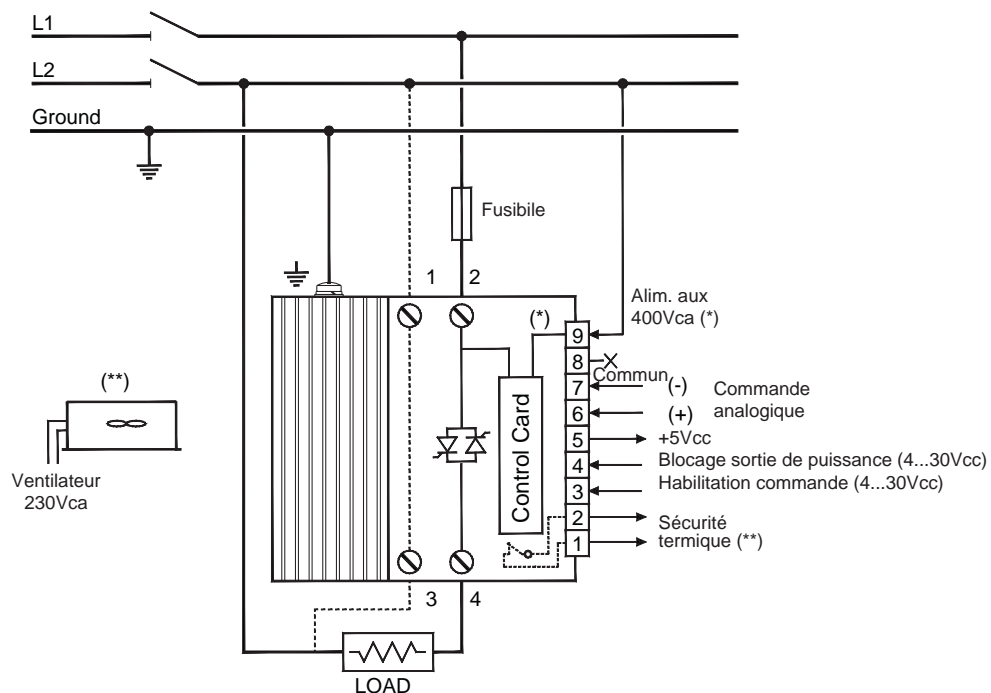 L1
L2
Ground
Fusibile
1 2
Alim. aux
400Vca (*)
(*)
9
8
Commun
7
(-)
Commande
analogique
6
(+)
5
+5Vcc
4
Blocage sortie de puissance (4...30Vcc)
3
Habilitation commande (4...30Vcc)
2
Sécurité
thermique (**)
1
Control Card
(**)
Ventilateur
230Vca
3 4
LOAD